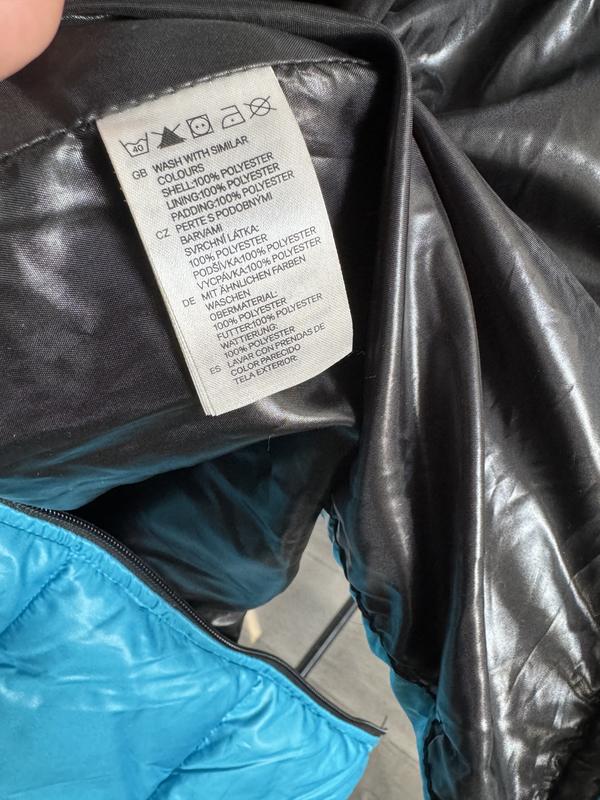 40
GB WASH WITH SIMILAR
COLOURS
SHELL:100% POLYESTER
LINING:100% POLYESTER
PADDING:100% POLYESTER
CZ PERTE S PODOBNÝMI
BARVAMI
SVRCHNÍ LÁTKA:
100% POLYESTER
PODŠÍVKA:100% POLYESTER
VYCPÁVKA:100% POLYESTER
DE MIT ÄHNLICHEN FARBEN
WASCHEN
OBERMATERIAL:
100% POLYESTER
FUTTER:100% POLYESTER
WATTIERUNG:
100% POLYESTER
ES LAVAR CON PRENDAS DE
COLOR PARECIDO
TELA EXTERIOR: